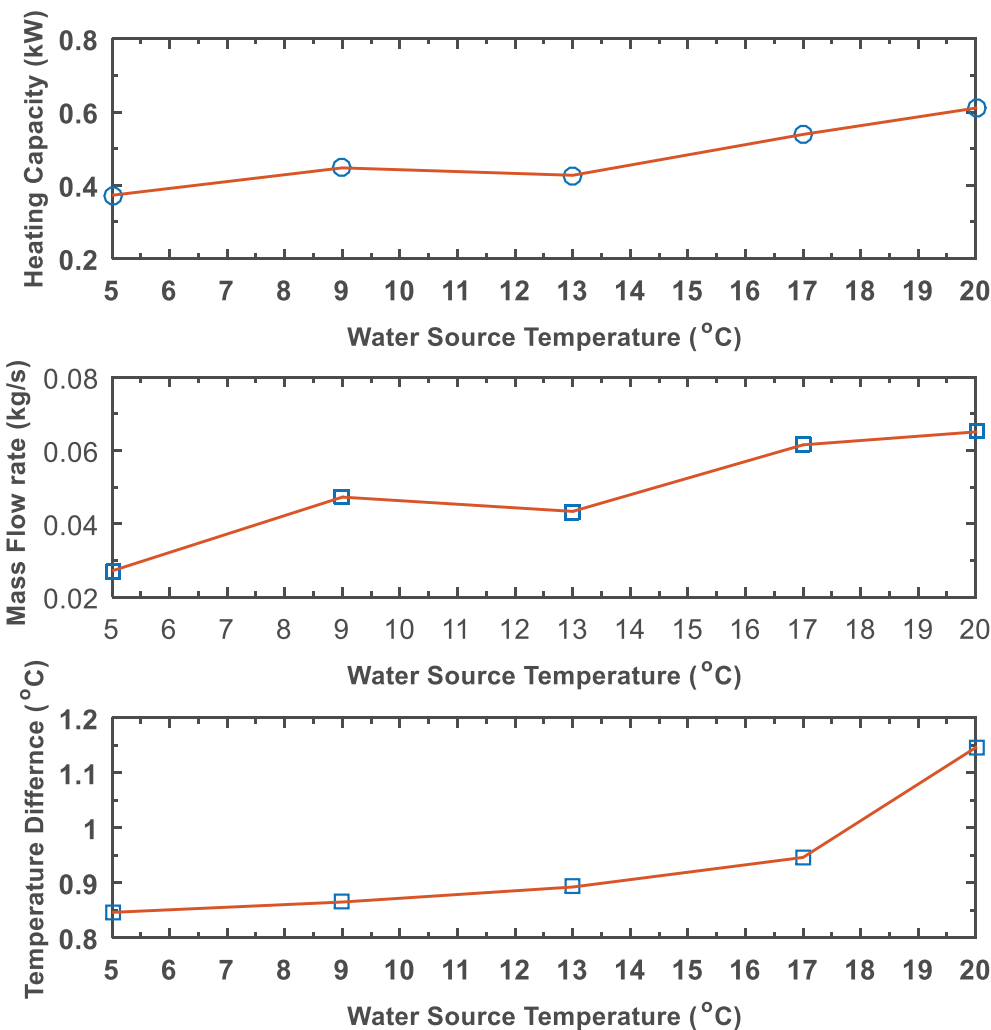 Heating Capacity (kW)
0.8
0.6
0.4
0.2
5 6 7 8 9 10 11 12 13 14 15 16 17 18 19 20
Water Source Temperature (°C)
Mass Flow rate (kg/s)
0.08
0.06
0.04
0.02
5 6 7 8 9 10 11 12 13 14 15 16 17 18 19 20
Water Source Temperature (°C)
Temperature Differnce (°C)
1.2
1.1
1
0.9
0.8
5 6 7 8 9 10 11 12 13 14 15 16 17 18 19 20
Water Source Temperature (°C)